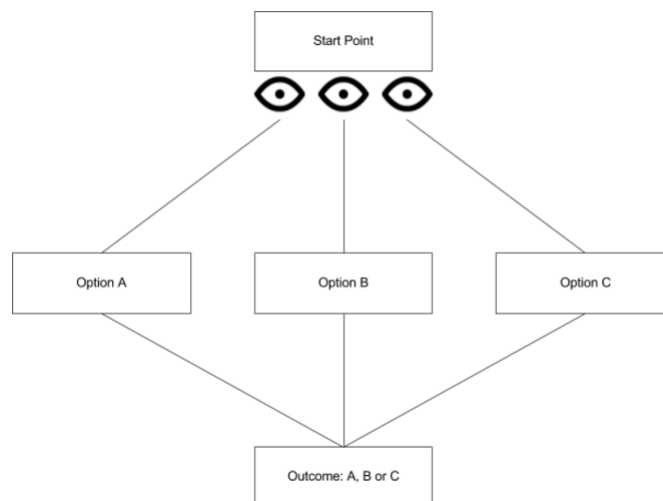 Start Point
Option A
Option B
Option C
Outcome: A, B or C